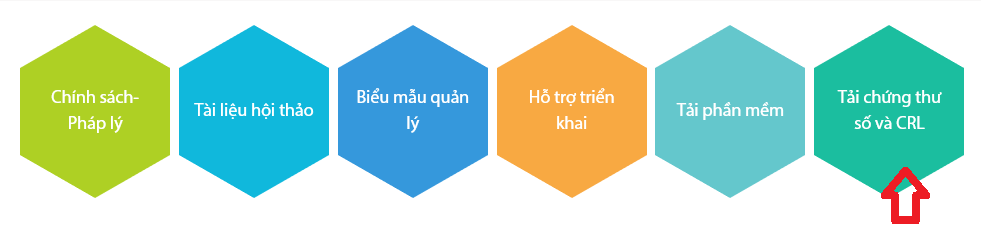 Chính sách-
Pháp lý
Tài liệu hội thảo
Biểu mẫu quản
lý
Hỗ trợ triển
khai
Tải phần mềm
Tải chứng thư
số và CRL